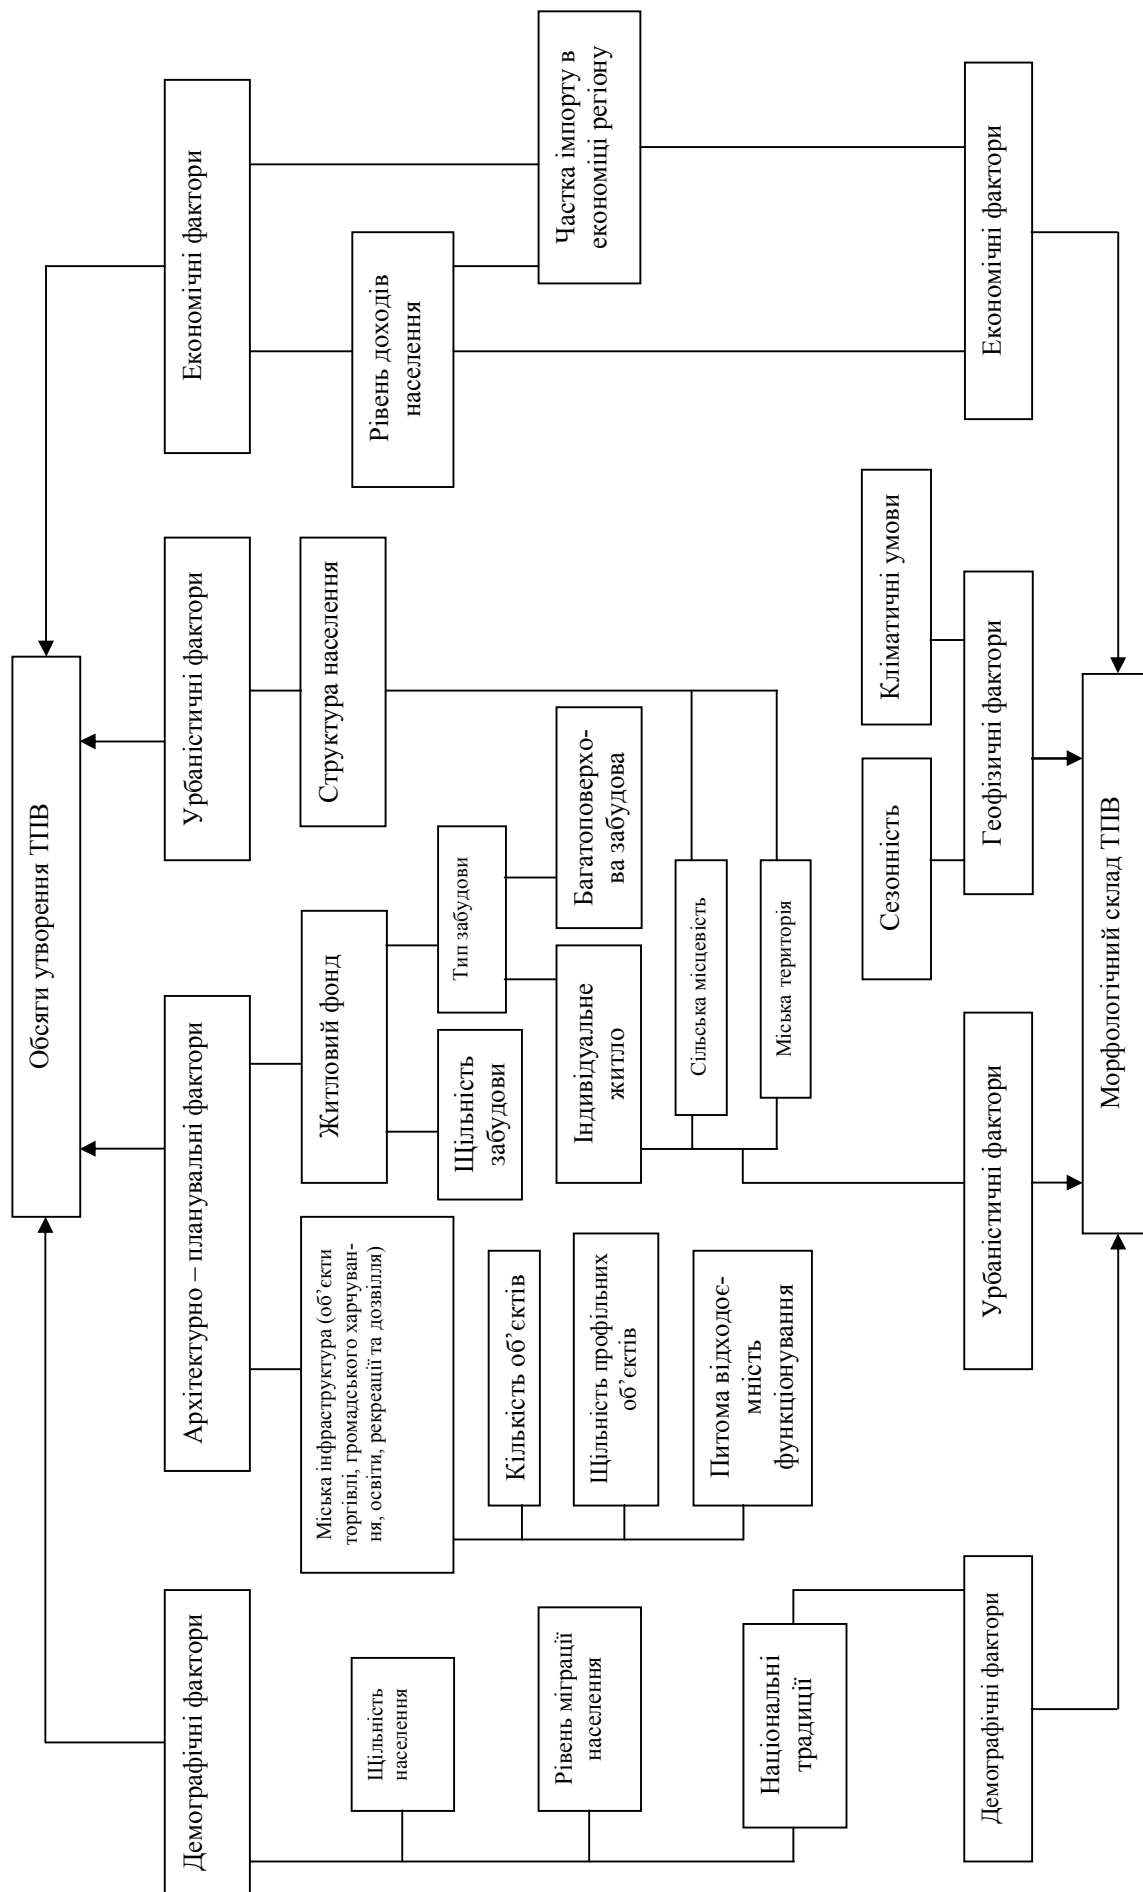 Обсяги утворення ТПВ
Демографічні фактори
Архітектурно – планувальні фактори
Урбаністичні фактори
Економічні фактори
Міська інфраструктура (об’єкти
торгівлі, громадського харчуван-
ня, освіти, рекреації та дозвілля)
Житловий фонд
Структура населення
Щільність
населення
Рівень доходів
населення
Щільність
забудови
Тип забудови
Кількість об’єктів
Рівень міграції
населення
Щільність профільних
об’єктів
Індивідуальне
житло
Багатоповерхо-
ва забудова
Частка імпорту в
економіці регіону
Питома відходоє-
мність
функціонування
Сільська місцевість
Міська територія
Національні
традиції
Сезонність
Кліматичні умови
Демографічні фактори
Урбаністичні фактори
Геофізичні фактори
Економічні фактори
Морфологічний склад ТПВ